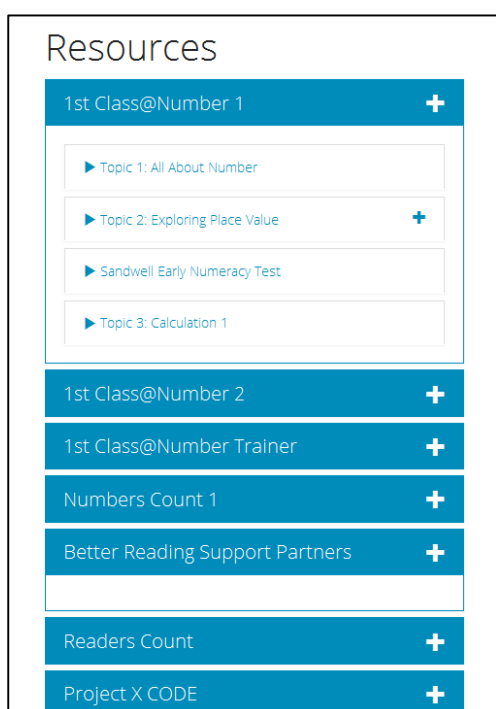 Resources
1st Class@Number 1
Topic 1: All About Number
Topic 2: Exploring Place Value
Sandwell Early Numeracy Test
Topic 3: Calculation 1
1st Class@Number 2
1st Class@Number Trainer
Numbers Count 1
Better Reading Support Partners
Readers Count
Project X CODE